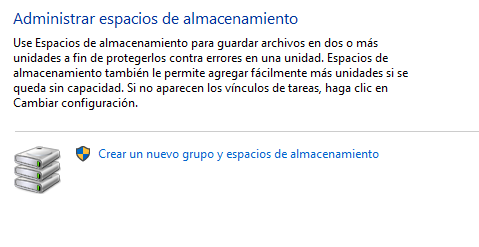 Administrar espacios de almacenamiento
Use Espacios de almacenamiento para guardar archivos en dos o más
unidades a fin de protegerlos contra errores en una unidad. Espacios de
almacenamiento también le permite agregar fácilmente más unidades si se
queda sin capacidad. Si no aparecen los vínculos de tareas, haga clic en
Cambiar configuración.
Crear un nuevo grupo y espacios de almacenamiento